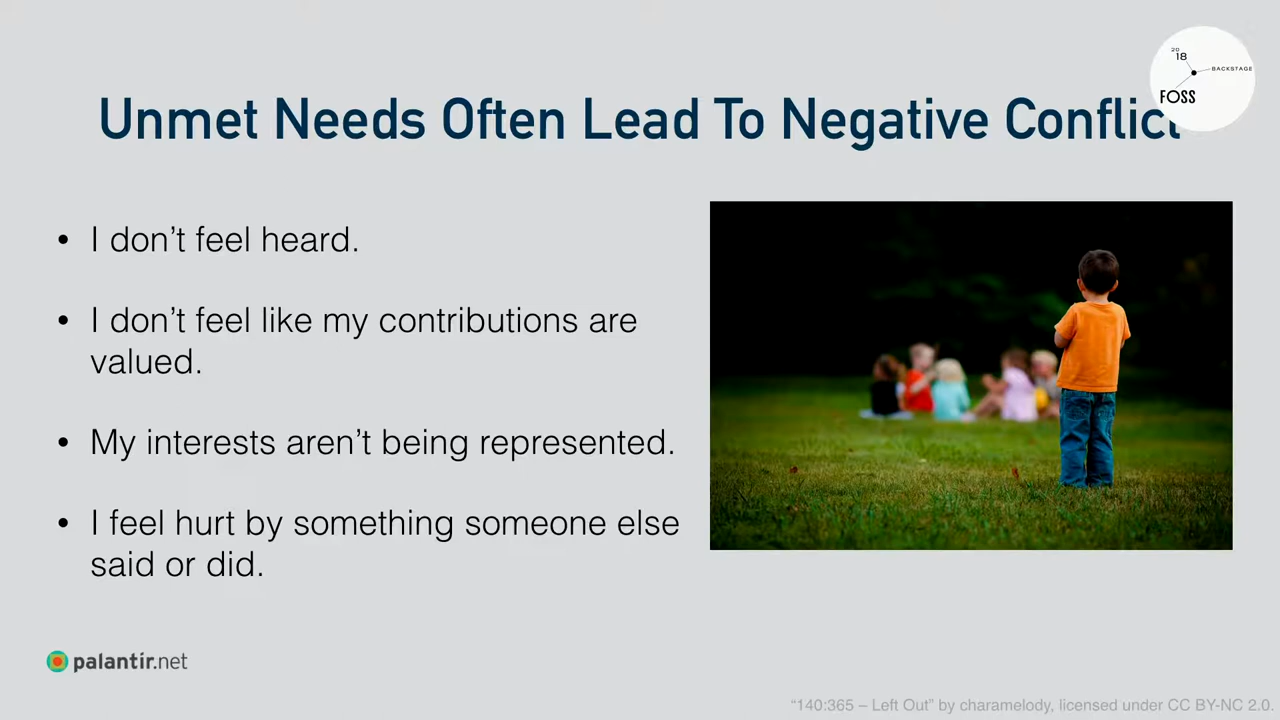 20
18
BACKSTAGE
FOSS
Unmet Needs Often Lead To Negative Conflict
• I don’t feel heard.
• I don’t feel like my contributions are
valued.
• My interests aren’t being represented.
• I feel hurt by something someone else
said or did.
palantir.net
“140:365 – Left Out” by charamelody, licensed under CC BY-NC 2.0.